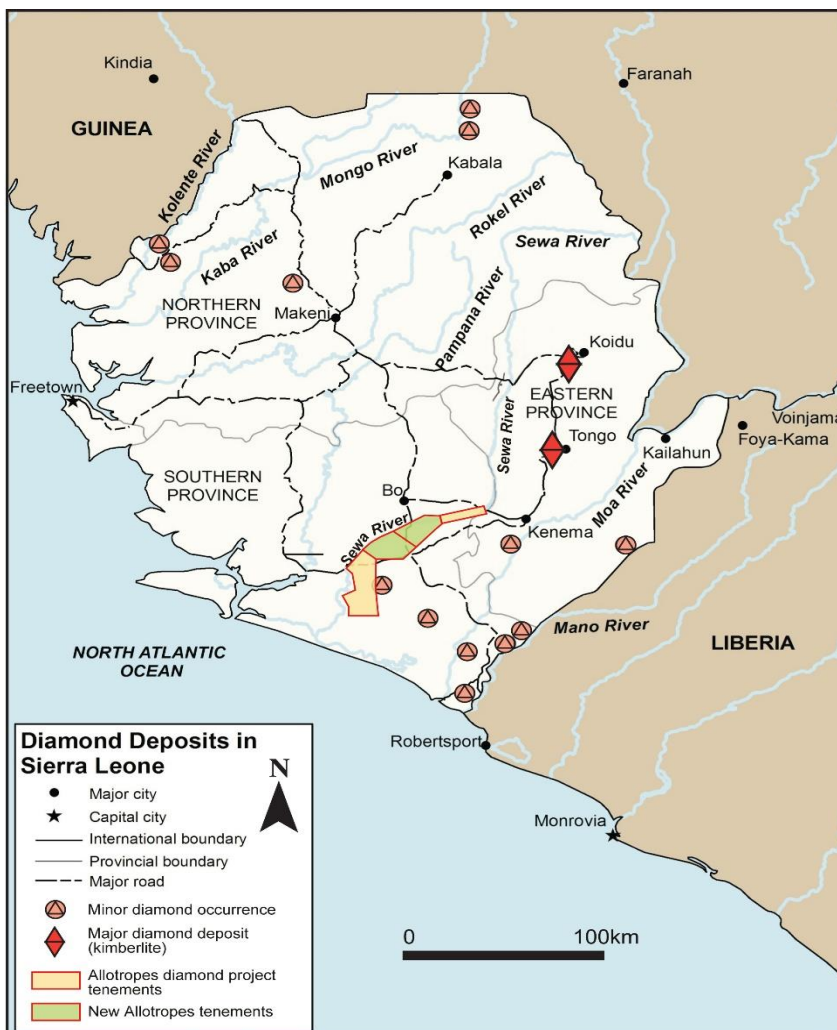 Kindia
Faranah
GUINEA
Kolente River
Mongo River
Kabala
Rokel River
Sewa River
Kaba River
NORTHERN
PROVINCE
Makeni
Pampana River
Koidu
Freetown
EASTERN
PROVINCE
Sewa River
Tongo
Voinjama
Foya-Kama
Kailahun
SOUTHERN
PROVINCE
Bo
Moa River
Sewa River
Kenema
Mano River
LIBERIA
NORTH ATLANTIC
OCEAN
Robertsport
Monrovia
Diamond Deposits in
Sierra Leone
N
Major city
Capital city
International boundary
Provincial boundary
Major road
Minor diamond occurrence
Major diamond deposit
(kimberlite)
Allotropes diamond project
tenements
New Allotropes tenements
0 100km